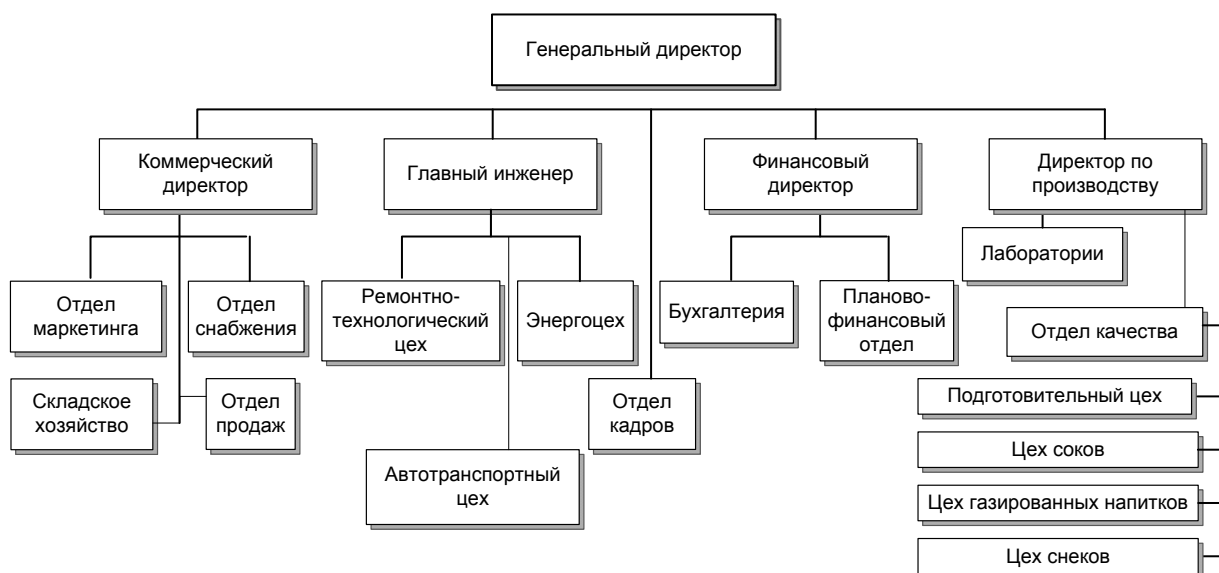 Генеральный директор
Коммерческий
директор
Главный инженер
Финансовый
директор
Директор по
производству
Лаборатории
Отдел
маркетинга
Отдел
снабжения
Ремонтно-
технологический
цех
Энергоцех
Бухгалтерия
Планово-
финансовый
отдел
Отдел качества
Складское
хозяйство
Отдел
продаж
Отдел
кадров
Подготовительный цех
Автотранспортный
цех
Цех соков
Цех газированных напитков
Цех снеков